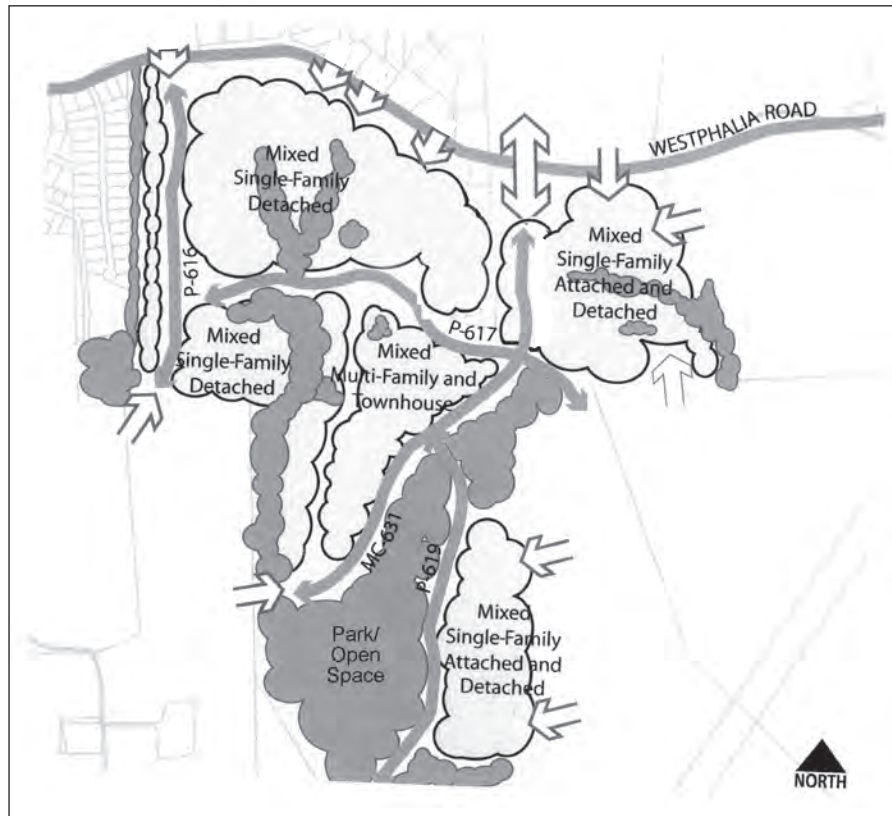 WESTPHALIA ROAD
Mixed
Single-Family
Detached
Mixed
Single-Family
Attached and
Detached
P-616
P-617
Mixed
Single-Family
Detached
Mixed
Multi-Family and
Townhouse
MC-631
P-619
Park/
Open
Space
Mixed
Single-Family
Attached and
Detached
NORTH